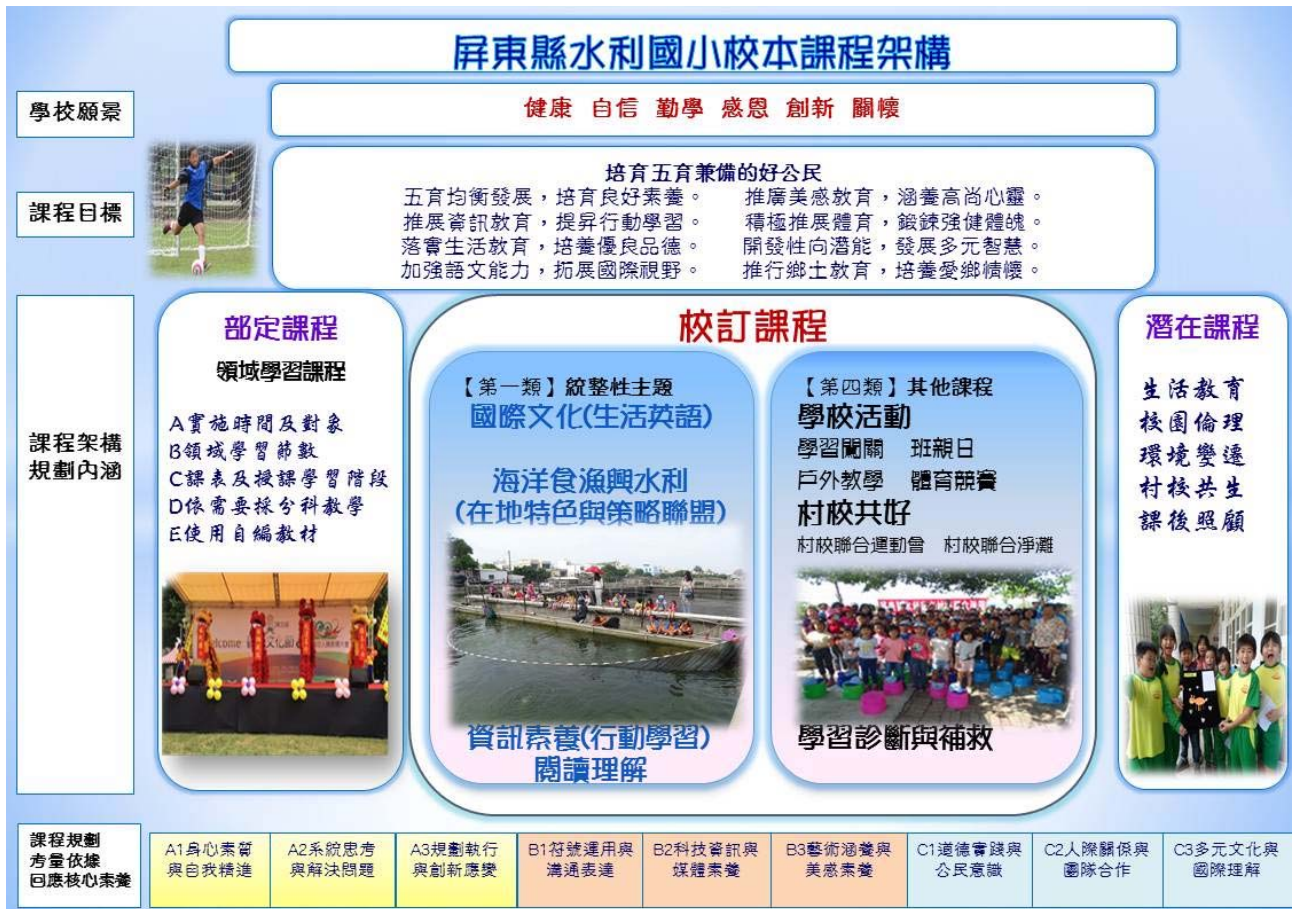 屏東縣水利國小校本課程架構
學校願景
健康 自信 勤學 感恩 創新 關懷
課程目標
培育五育兼備的好公民
五育均衡發展，培育良好素養。 推廣美感教育，涵養高尚心靈。
推展資訊教育，提昇行動學習。 積極推展體育，鍛鍊强健體魄。
落實生活教育，培養優良品德。 開發性向潛能，發展多元智慧。
加強語文能力，拓展國際視野。 推行鄉土教育，培養愛鄉情懷。
課程架構
規劃內涵
部定課程
領域學習課程
A實施時間及對象
B領域學習節數
C課表及授課學習階段
D依需要採分科教學
E使用自編教材
校訂課程
【第一類】統整性主題
國際文化(生活英語)
海洋食漁興水利
(在地特色與策略聯盟)
資訊素養(行動學習)
閱讀理解
【第四類】其他課程
學校活動
學習闖關 班親日
戶外教學 體育競賽
村校共好
村校聯合運動會 村校聯合淨灘
學習診斷與補救
潛在課程
生活教育
校園倫理
環境變遷
村校共生
課後照顧
課程規劃
考量依據
回應核心素養
A1身心素質
與自我精進
A2系統思考
與解決問題
A3規劃執行
與創新應變
B1符號運用與
溝通表達
B2科技資訊與
媒體素養
B3藝術涵養與
美感素養
C1道德實踐與
公民意識
C2人際關係與
團隊合作
C3多元文化與
國際理解